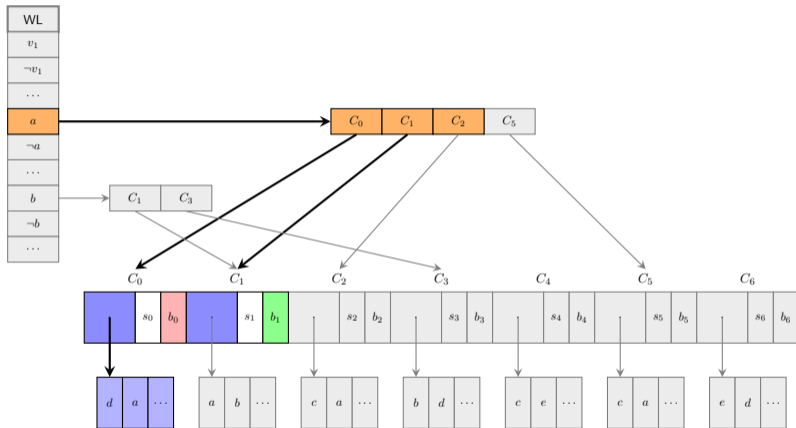 WL
v₁
¬v₁
...
a
C₀ C₁ C₂ C₅
¬a
...
b
C₁ C₃
¬b
...
C₀ C₁ C₂ C₃ C₄ C₅ C₆
s₀ b₀ s₁ b₁ s₂ b₂ s₃ b₃ s₄ b₄ s₅ b₅ s₆ b₆
d a ... a b ... c a ... b d ... c e ... c a ... e d ...